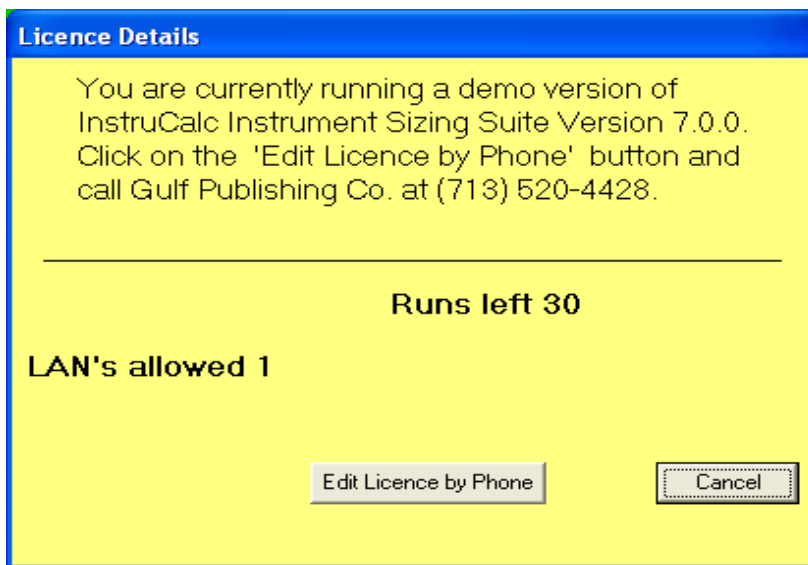 Licence Details
You are currently running a demo version of
InstruCalc Instrument Sizing Suite Version 7.0.0.
Click on the 'Edit Licence by Phone' button and
call Gulf Publishing Co. at (713) 520-4428.
Runs left 30
LAN's allowed 1
Edit Licence by Phone
Cancel